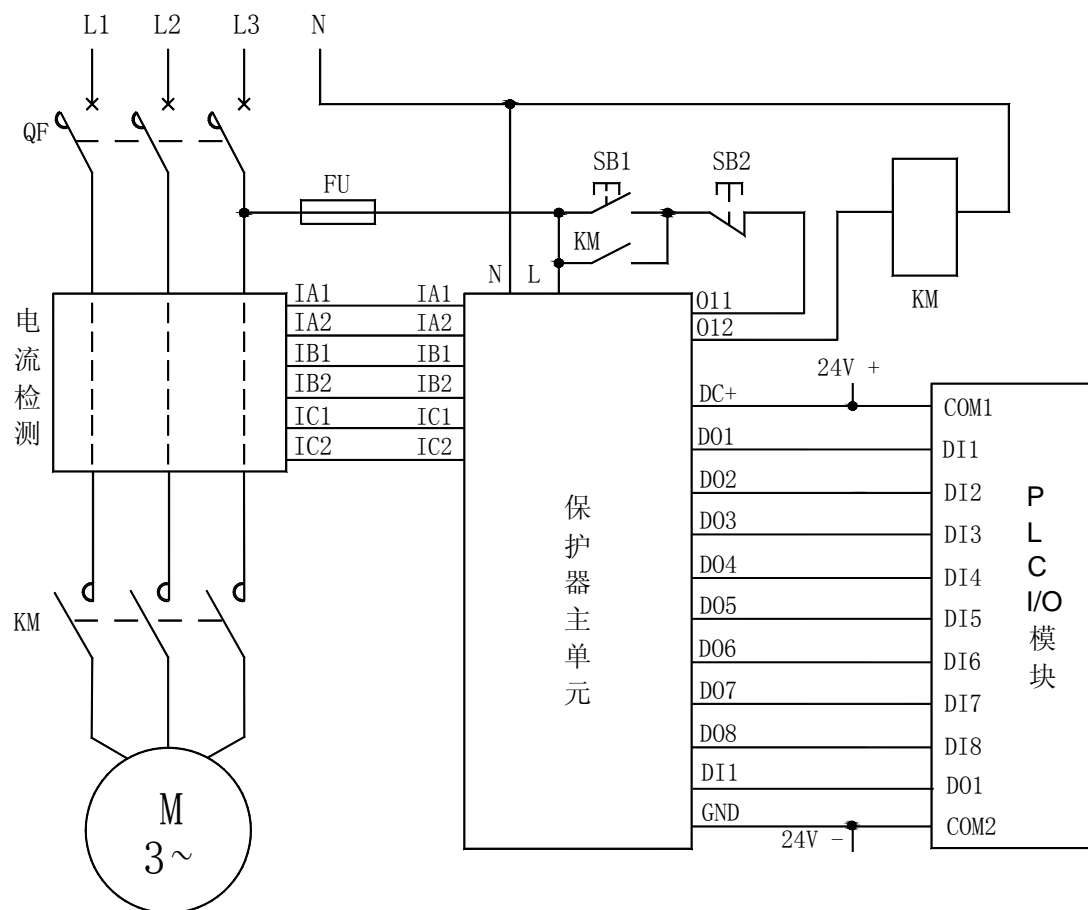 L1 L2 L3 N
QF
FU
SB1 SB2
KM
N L
KM
电流检测
IA1 IA1
IA2 IA2
IB1 IB1
IB2 IB2
IC1 IC1
IC2 IC2
保护器主单元
O11
O12
24V +
DC+ COM1
DO1 DI1
DO2 DI2
DO3 DI3
DO4 DI4
DO5 DI5
DO6 DI6
DO7 DI7
DO8 DI8
DI1 DO1
GND COM2
24V -
PLC I/O模块
KM
M
3~